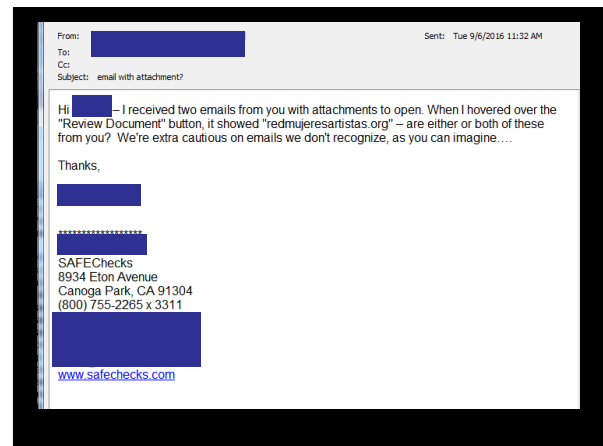 From:
Sent: Tue 9/6/2016 11:32 AM
To:
Cc:
Subject: email with attachment?
Hi – I received two emails from you with attachments to open. When I hovered over the
"Review Document" button, it showed "redmujeresartistas.org" – are either or both of these
from you? We're extra cautious on emails we don't recognize, as you can imagine….
Thanks,
******************
SAFEChecks
8934 Eton Avenue
Canoga Park, CA 91304
(800) 755-2265 x 3311
www.safechecks.com